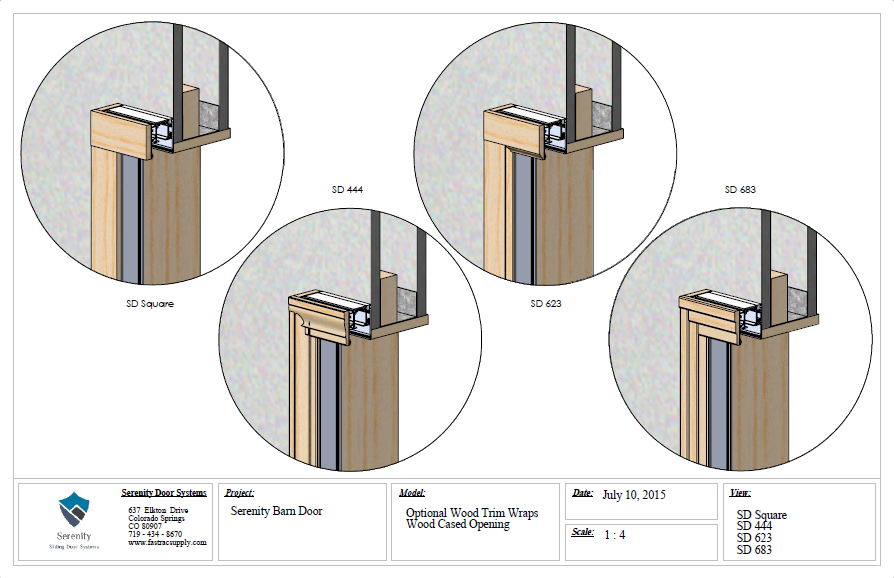 SD 444
SD 683
SD Square
SD 623
Serenity
Sliding Door Systems
Serenity Door Systems
637 Elkton Drive
Colorado Springs
CO 80907
719 - 434 - 8670
www.fastracsupply.com
Project:
Serenity Barn Door
Model:
Optional Wood Trim Wraps
Wood Cased Opening
Date: July 10, 2015
Scale: 1 : 4
View:
SD Square
SD 444
SD 623
SD 683